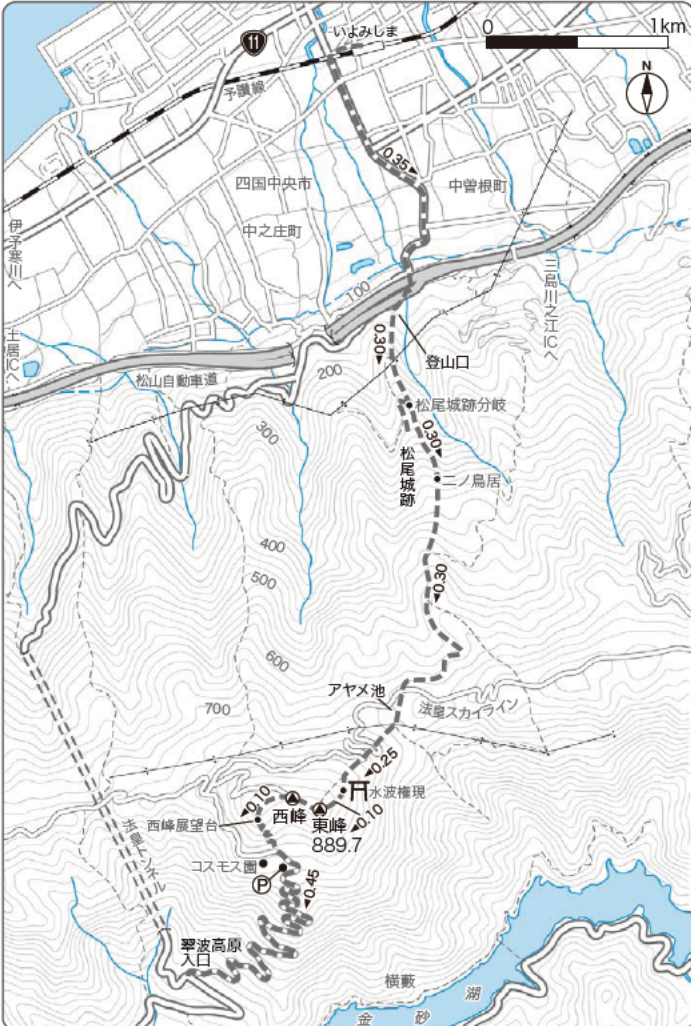 いよみしま
0
1km
11
N
予讃線
0.35
四国中央市
中曽根町
中之庄町
伊予寒川へ
100
三島川之江ICへ
土居ICへ
0.30
登山口
松山自動車道
200
松尾城跡分岐
300
0.30
松尾城跡
二ノ鳥居
400
500
0.30
600
アヤメ池
700
法皇スカイライン
0.25
水波権現
0.10
西峰
東峰
0.10
889.7
西峰展望台
法皇トンネル
コスモス園
P
0.45
翠波高原
入口
横藪
金砂湖